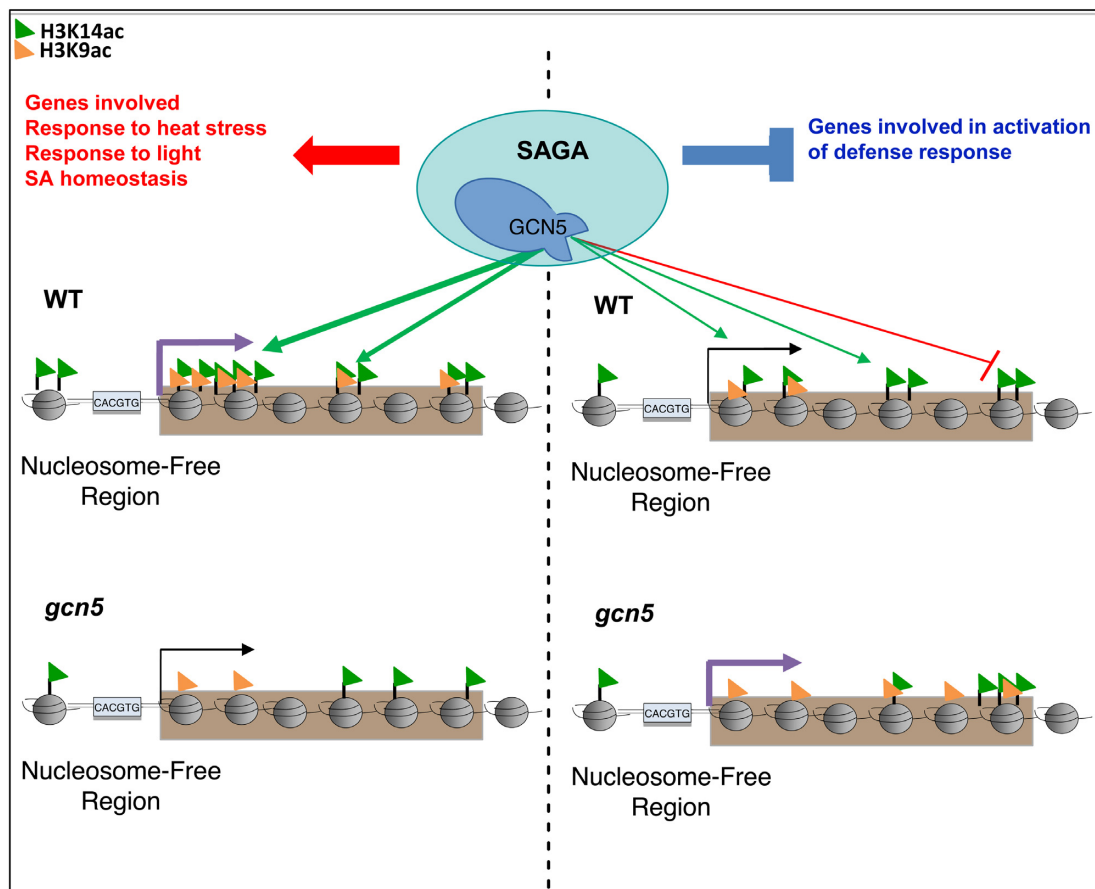 H3K14ac
H3K9ac
Genes involved
Response to heat stress
Response to light
SA homeostasis
SAGA
GCN5
Genes involved in activation
of defense response
WT
CACGTG
Nucleosome-Free
Region
WT
CACGTG
Nucleosome-Free
Region
gcn5
CACGTG
Nucleosome-Free
Region
gcn5
CACGTG
Nucleosome-Free
Region